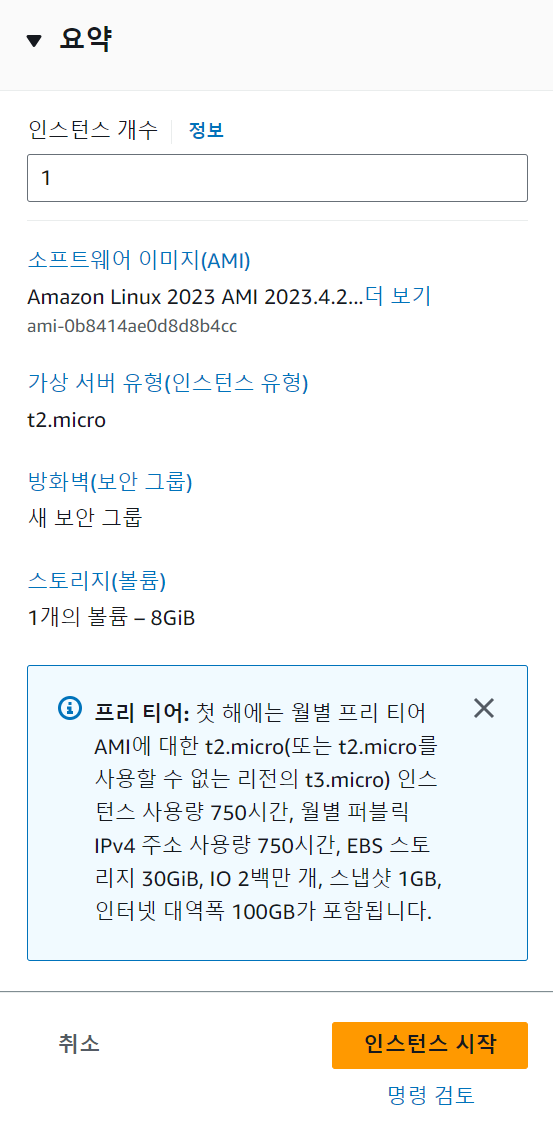 요약
인스턴스 개수 정보
1
소프트웨어 이미지(AMI)
Amazon Linux 2023 AMI 2023.4.2...더 보기
ami-0b8414ae0d8d8b4cc
가상 서버 유형(인스턴스 유형)
t2.micro
방화벽(보안 그룹)
새 보안 그룹
스토리지(볼륨)
1개의 볼륨 – 8GiB
프리 티어: 첫 해에는 월별 프리 티어
AMI에 대한 t2.micro(또는 t2.micro를
사용할 수 없는 리전의 t3.micro) 인스
턴스 사용량 750시간, 월별 퍼블릭
IPv4 주소 사용량 750시간, EBS 스토
리지 30GiB, IO 2백만 개, 스냅샷 1GB,
인터넷 대역폭 100GB가 포함됩니다.
취소
인스턴스 시작
명령 검토